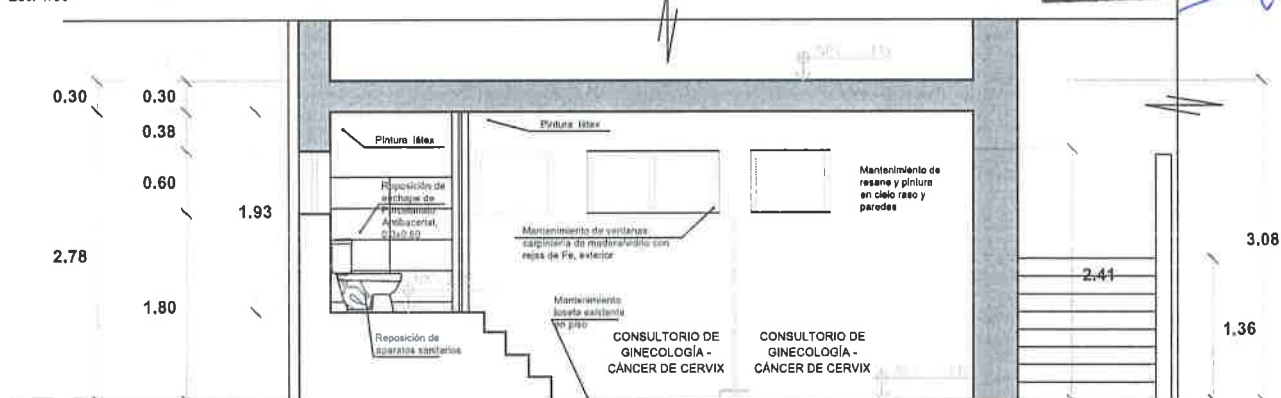 0.30
0.30
0.38
0.60
1.93
2.78
1.80
Pintura látex
Pintura látex
Reposición de
enchape de
Porcelanato
Antibacterial,
Mantenimiento de ventanas
carpintería de madera/vidrio con
rejas de Fe, exterior
Mantenimiento de
resane y pintura
en cielo raso y
paredes
Mantenimiento
loseta existente
en piso
Reposición de
aparatos sanitarios
CONSULTORIO DE
GINECOLOGÍA -
CÁNCER DE CERVIX
CONSULTORIO DE
GINECOLOGÍA -
CÁNCER DE CERVIX
2.41
3.08
1,36